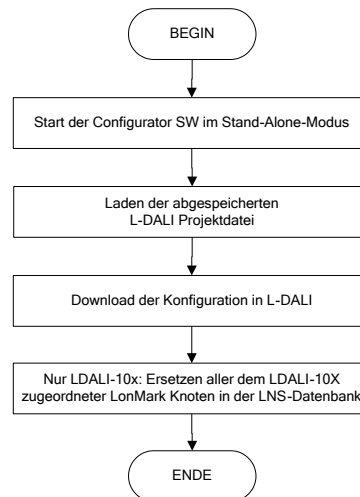 BEGIN
Start der Configurator SW im Stand-Alone-Modus
Laden der abgespeicherten
L-DALI Projektdatei
Download der Konfiguration in L-DALI
Nur LDALI-10x: Ersetzen aller dem LDALI-10X
zugeordneter LonMark Knoten in der LNS-Datenbank
ENDE